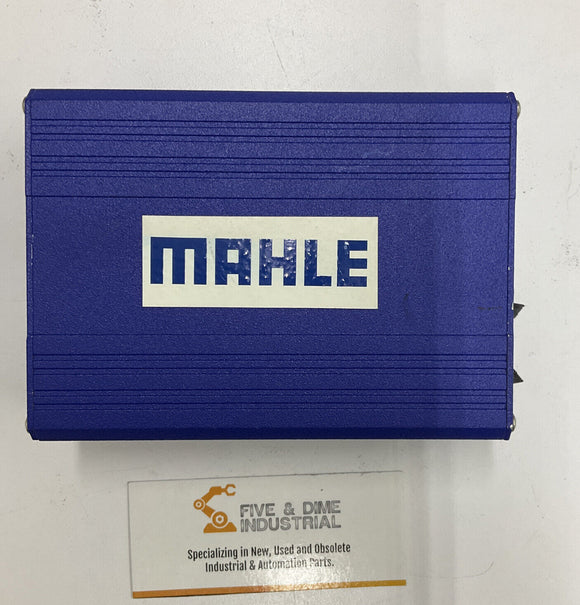 MAHLE
FIVE & DIME
INDUSTRIAL
Specializing in New, Used and Obsolete
Industrial & Automation Parts.